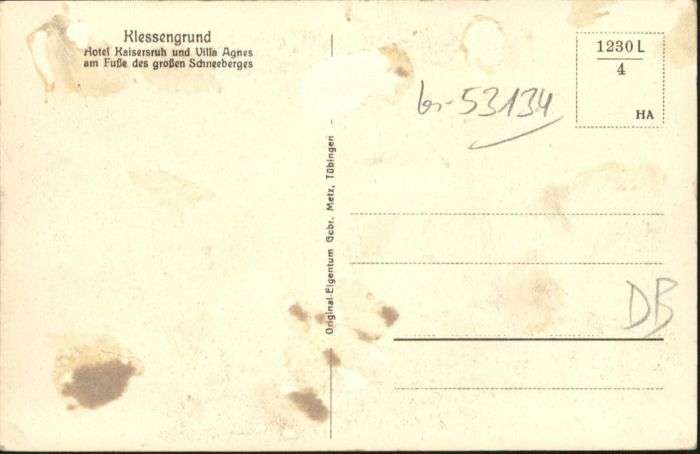 Klessengrund
Hotel Kaisersruh und Villa Agnes
am Fuße des großen Schneeberges
br-53134
1230 L
4
HA
Original-Eigentum Gebr. Metz, Tübingen -
DB